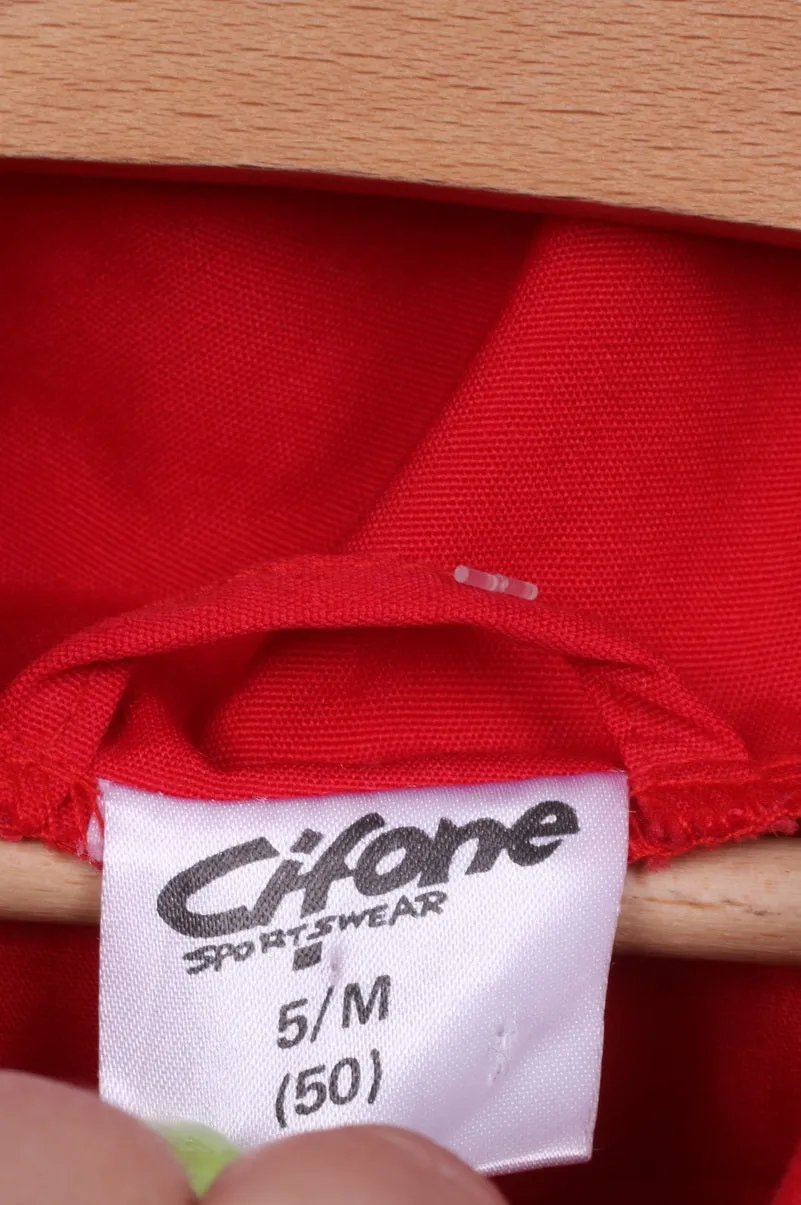 Cifone
SPORTSWEAR
5/M
(50)